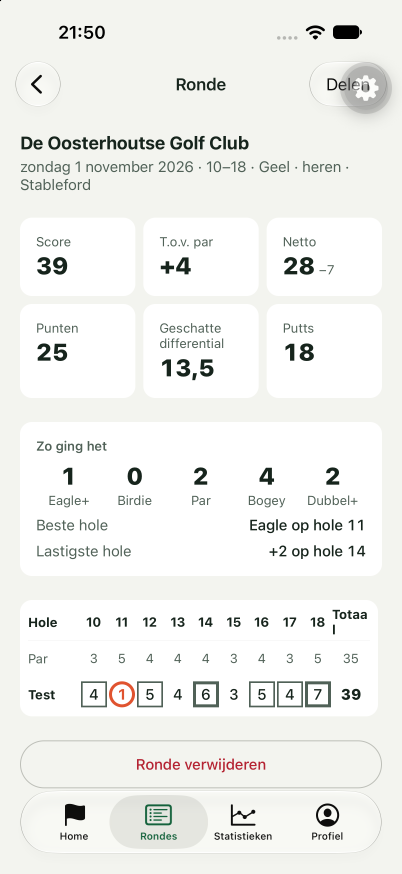 21:50
Ronde
Delen
De Oosterhoutse Golf Club
zondag 1 november 2026 · 10–18 · Geel · heren ·
Stableford
Score
39
T.o.v. par
+4
Netto
28 –7
Punten
25
Geschatte
differential
13,5
Putts
18
Zo ging het
1 0 2 4 2
Eagle+ Birdie Par Bogey Dubbel+
Beste hole Eagle op hole 11
Lastigste hole +2 op hole 14
Hole 10 11 12 13 14 15 16 17 18 Totaa
l
Par 3 5 4 4 4 3 4 3 5 35
Test 4 1 5 4 6 3 5 4 7 39
Ronde verwijderen
Home Rondes Statistieken Profiel